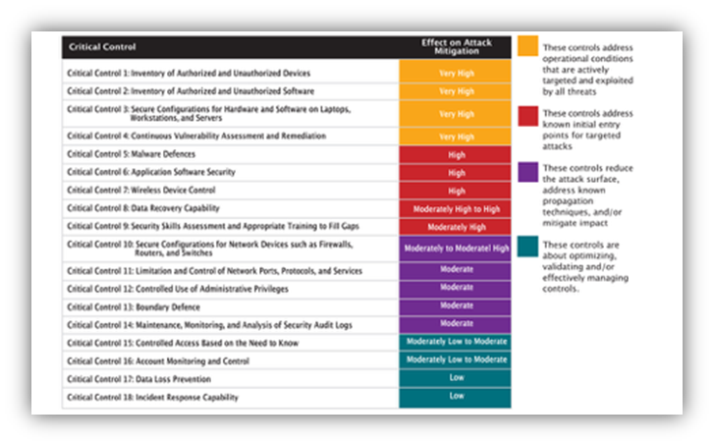 Critical Control
Effect on Attack
Mitigation
Critical Control 1: Inventory of Authorized and Unauthorized Devices
Very High
Critical Control 2: Inventory of Authorized and Unauthorized Software
Very High
Critical Control 3: Secure Configurations for Hardware and Software on Laptops,
Workstations, and Servers
Very High
Critical Control 4: Continuous Vulnerability Assessment and Remediation
Very High
Critical Control 5: Malware Defences
High
Critical Control 6: Application Software Security
High
Critical Control 7: Wireless Device Control
High
Critical Control 8: Data Recovery Capability
Moderately High to High
Critical Control 9: Security Skills Assessment and Appropriate Training to Fill Gaps
Moderately High
Critical Control 10: Secure Configurations for Network Devices such as Firewalls,
Routers, and Switches
Moderately to Moderatel High
Critical Control 11: Limitation and Control of Network Ports, Protocols, and Services
Moderate
Critical Control 12: Controlled Use of Administrative Privileges
Moderate
Critical Control 13: Boundary Defence
Moderate
Critical Control 14: Maintenance, Monitoring, and Analysis of Security Audit Logs
Moderate
Critical Control 15: Controlled Access Based on the Need to Know
Moderately Low to Moderate
Critical Control 16: Account Monitoring and Control
Moderately Low to Moderate
Critical Control 17: Data Loss Prevention
Low
Critical Control 18: Incident Response Capability
Low
These controls address
operational conditions
that are actively
targeted and exploited
by all threats
These controls address
known initial entry
points for targeted
attacks
These controls reduce
the attack surface,
address known
propagation
techniques, and/or
mitigate impact
These controls are
about optimizing,
validating and/or
effectively managing
controls.